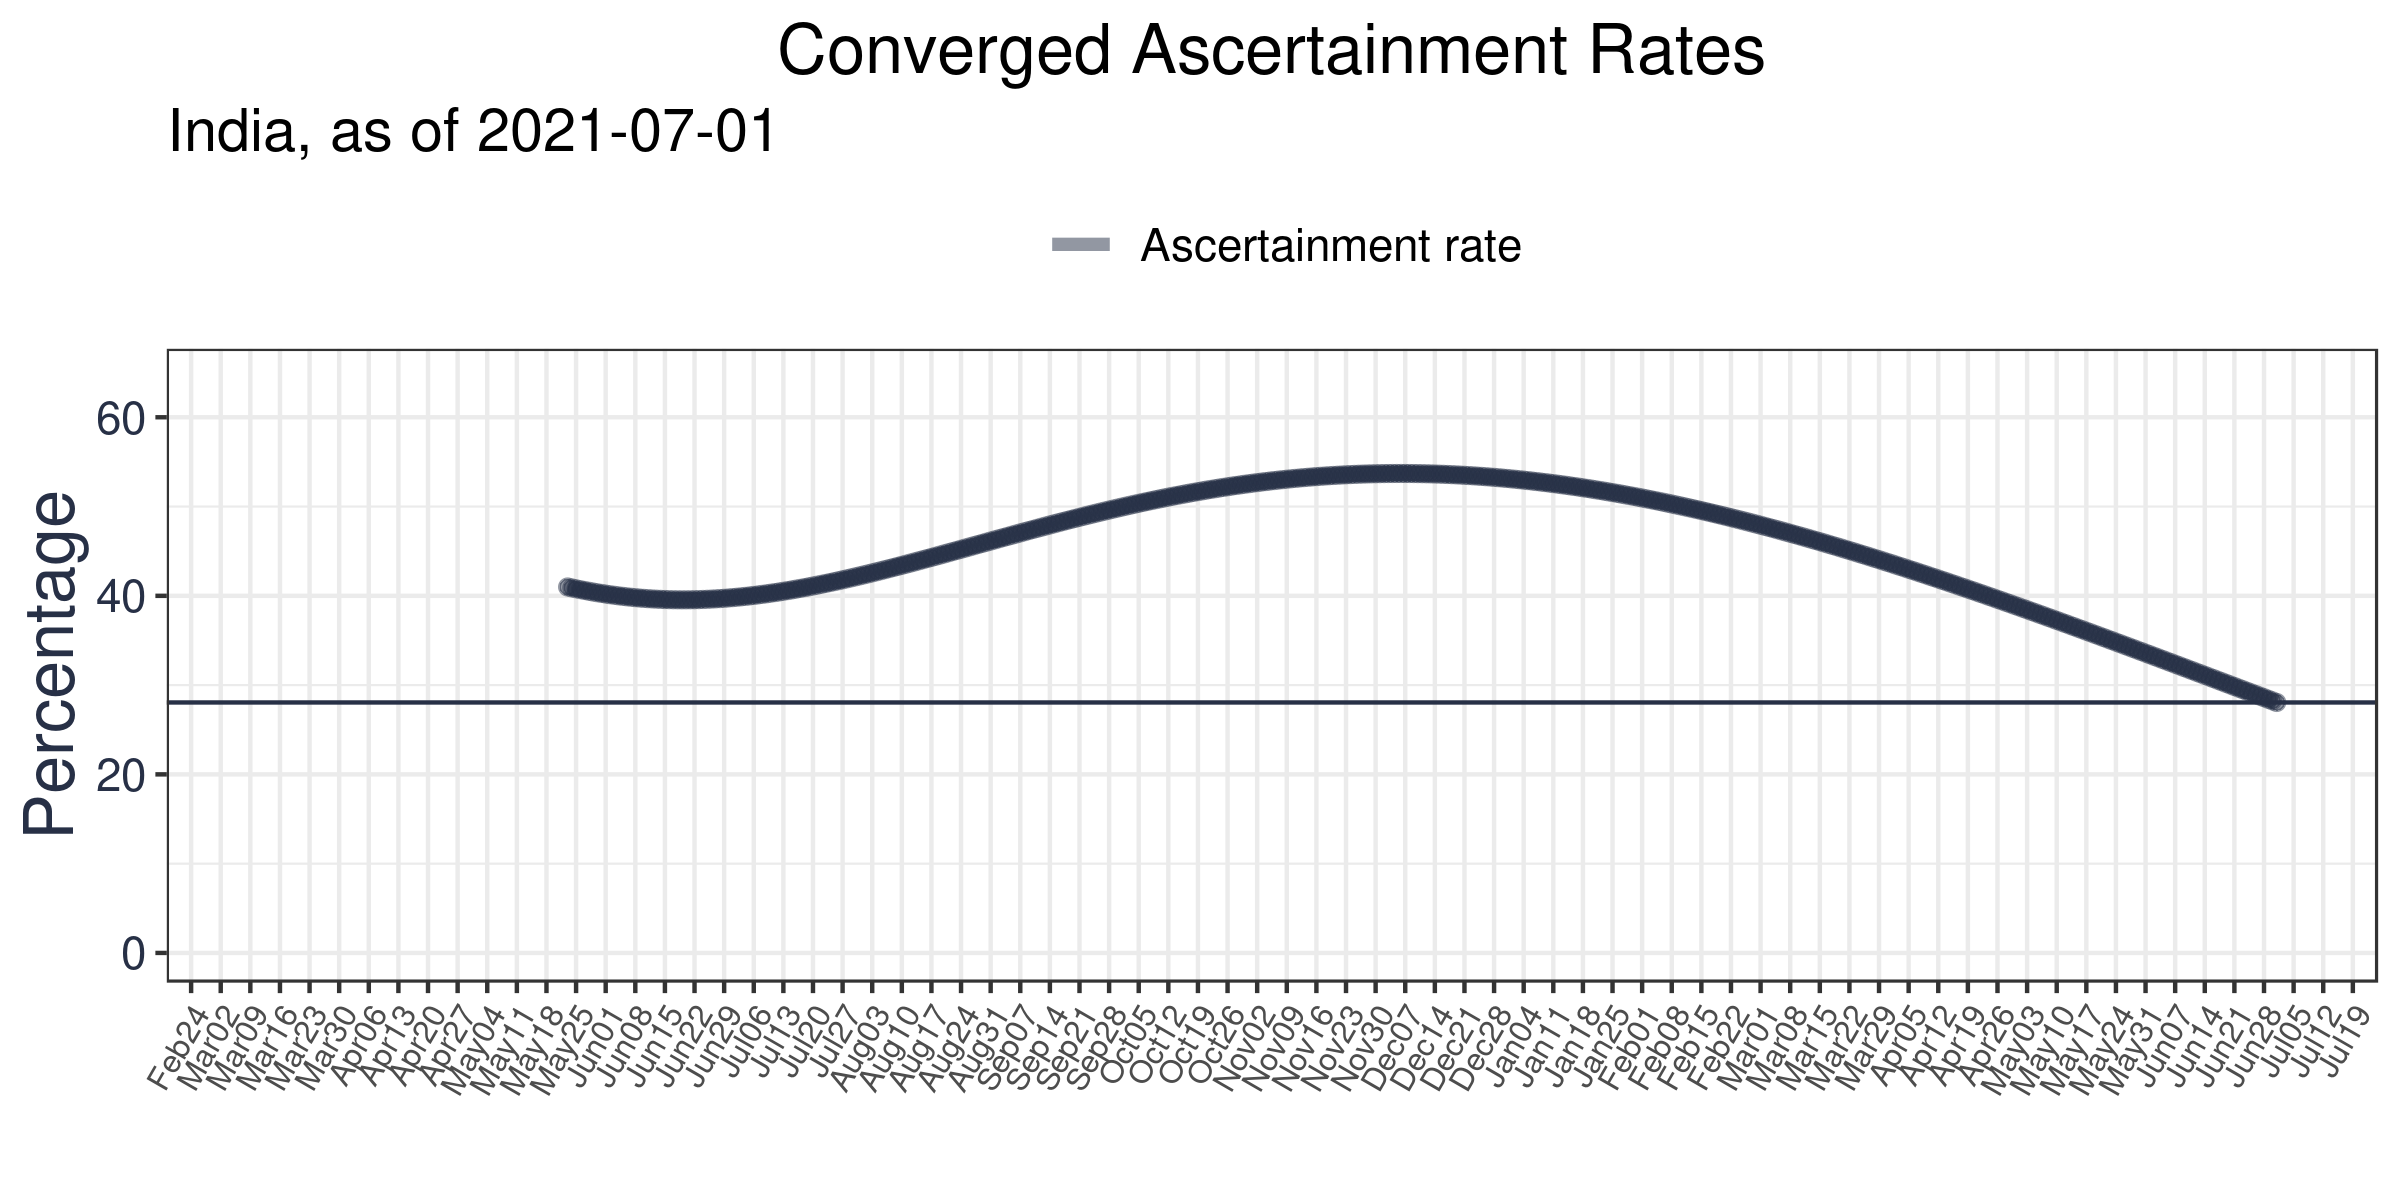 Converged Ascertainment Rates
India, as of 2021-07-01
Ascertainment rate
Percentage
60
40
20
0
Feb24 Mar02 Mar09 Mar16 Mar23 Mar30 Apr06 Apr13 Apr20 Apr27 May04 May11 May18 May25 Jun01 Jun08 Jun15 Jun22 Jun29 Jul06 Jul13 Jul20 Jul27 Aug03 Aug10 Aug17 Aug24 Aug31 Sep07 Sep14 Sep21 Sep28 Oct05 Oct12 Oct19 Oct26 Nov02 Nov09 Nov16 Nov23 Nov30 Dec07 Dec14 Dec21 Dec28 Jan04 Jan11 Jan18 Jan25 Feb01 Feb08 Feb15 Feb22 Mar01 Mar08 Mar15 Mar22 Mar29 Apr05 Apr12 Apr19 Apr26 May03 May10 May17 May24 May31 Jun07 Jun14 Jun21 Jun28 Jul05 Jul12 Jul19